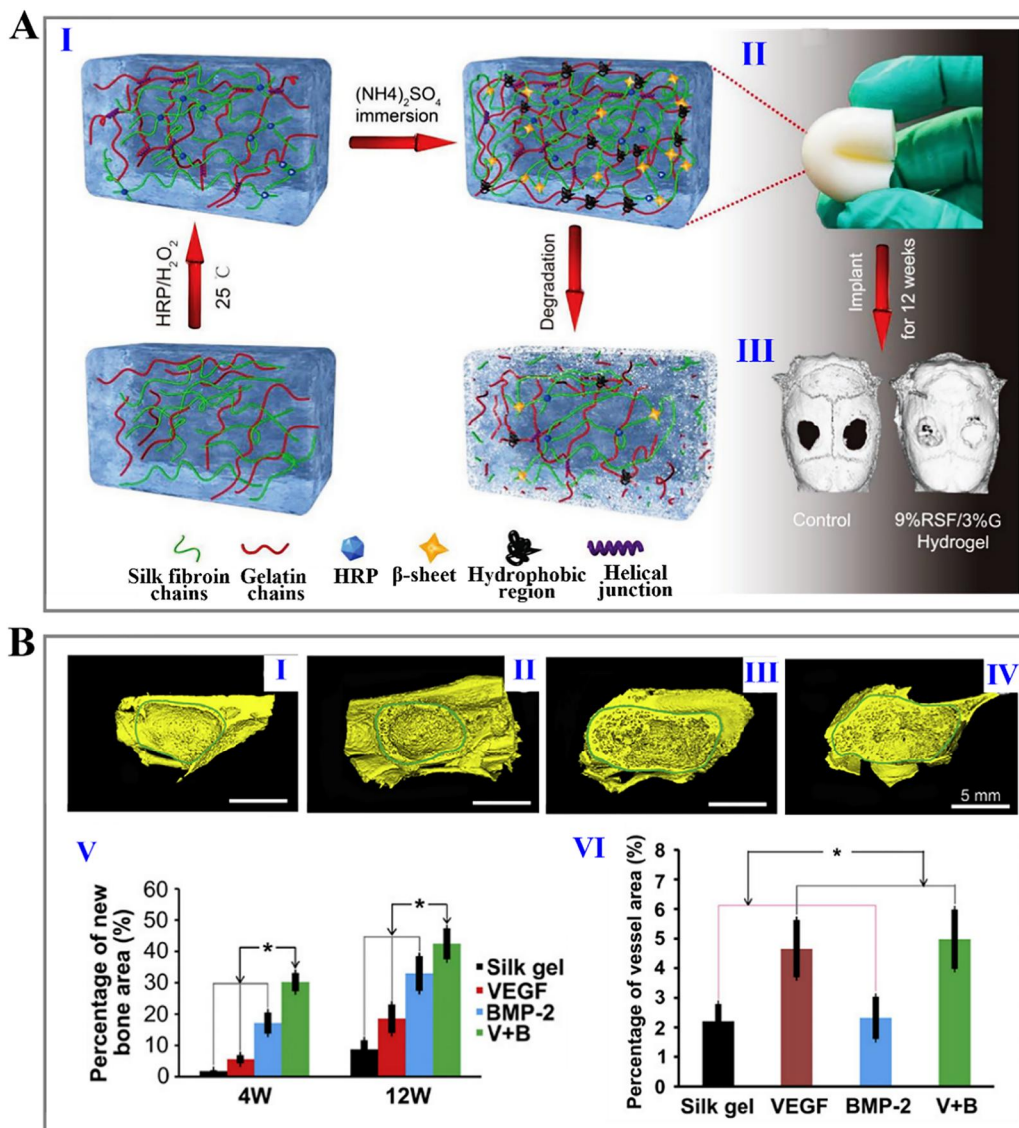 A
I
(NH4)2SO4
immersion
II
HRP/H2O2
25 ℃
Degradation
Implant
for 12 weeks
III
Control
9%RSF/3%G
Hydrogel
Silk fibroin
chains
Gelatin
chains
HRP
β-sheet
Hydrophobic
region
Helical
junction
B
I
II
III
IV
5 mm
V
Percentage of new
bone area (%)
60
50
40
30
20
10
0
*
*
4W
12W
Silk gel
VEGF
BMP-2
V+B
VI
Percentage of vessel area (%)
8
7
6
5
4
3
2
1
0
*
Silk gel
VEGF
BMP-2
V+B